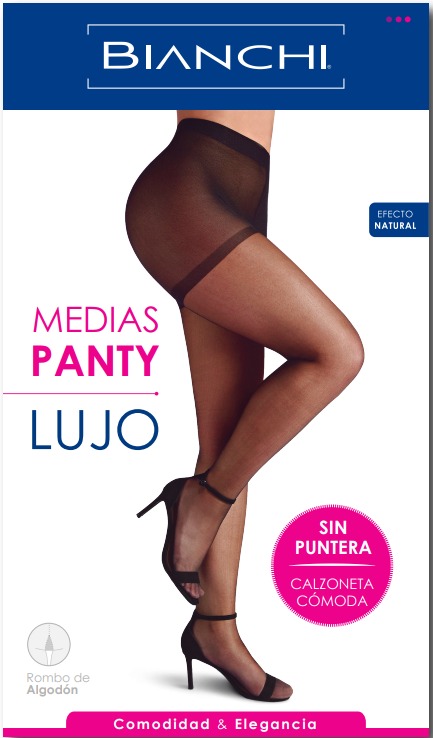 BIANCHI®
EFECTO
NATURAL
MEDIAS
PANTY
LUJO
SIN
PUNTERA
CALZONETA
CÓMODA
Rombo de
Algodón
Comodidad & Elegancia